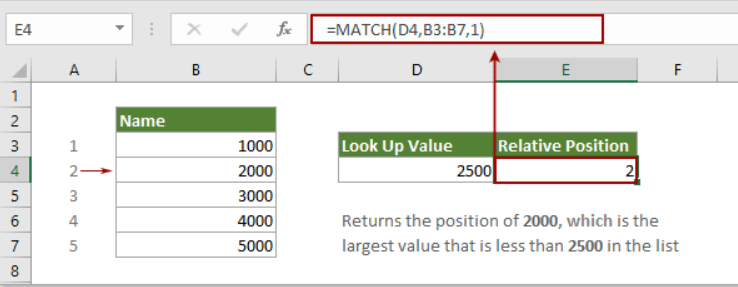 E4 fx =MATCH(D4,B3:B7,1)
A B C D E F
1
2 Name
3 1 1000 Look Up Value Relative Position
4 2 2000 2500 2
5 3 3000
6 4 4000 Returns the position of 2000, which is the
7 5 5000 largest value that is less than 2500 in the list
8